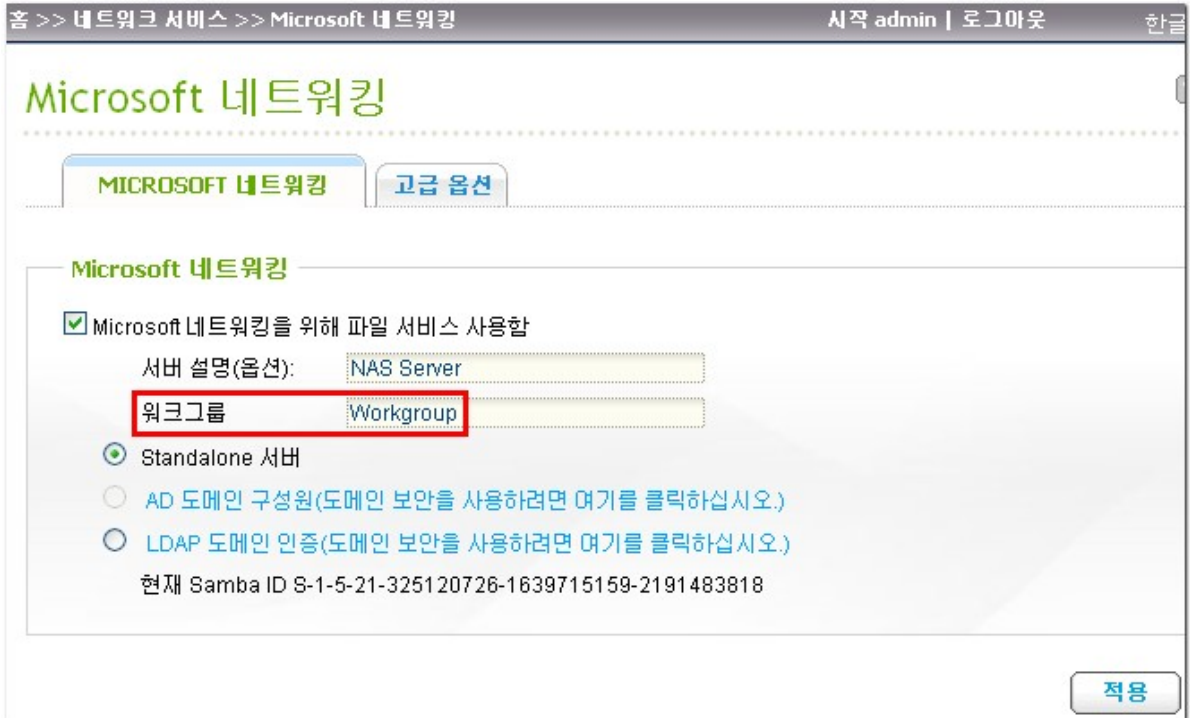 홈 >> 네트워크 서비스 >> Microsoft 네트워킹 시작 admin | 로그아웃 한글
Microsoft 네트워킹
MICROSOFT 네트워킹 고급 옵션
Microsoft 네트워킹
Microsoft 네트워킹을 위해 파일 서비스 사용함
서버 설명(옵션): NAS Server
워크그룹 Workgroup
Standalone 서버
AD 도메인 구성원(도메인 보안을 사용하려면 여기를 클릭하십시오.)
LDAP 도메인 인증(도메인 보안을 사용하려면 여기를 클릭하십시오.)
현재 Samba ID S-1-5-21-325120726-1639715159-2191483818
적용